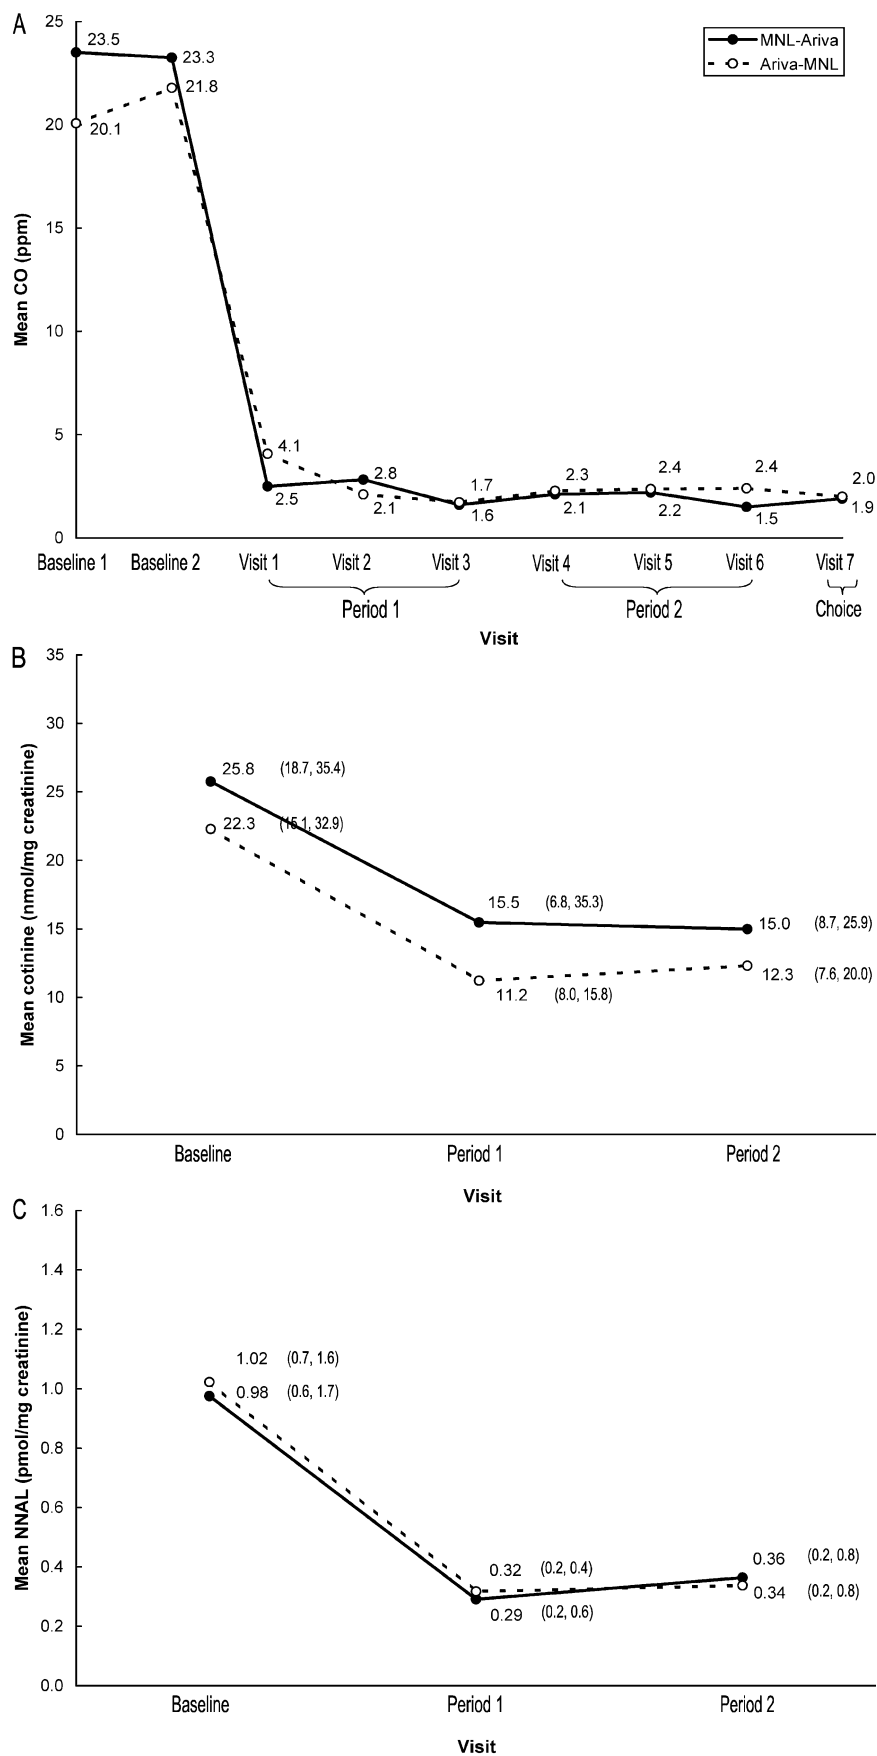 A
25
20
15
10
5
0
Mean CO (ppm)
MNL-Ariva
Ariva-MNL
23.5
23.3
21.8
20.1
4.1
2.5
2.8
2.1
1.7
1.6
2.3
2.1
2.4
2.2
2.4
1.5
2.0
1.9
Baseline 1 Baseline 2 Visit 1 Visit 2 Visit 3 Visit 4 Visit 5 Visit 6 Visit 7
Period 1 Period 2 Choice
Visit
B
35
30
25
20
15
10
5
0
Mean cotinine (nmol/mg creatinine)
25.8 (18.7, 35.4)
22.3 (15.1, 32.9)
15.5 (6.8, 35.3)
15.0 (8.7, 25.9)
11.2 (8.0, 15.8)
12.3 (7.6, 20.0)
Baseline Period 1 Period 2
Visit
C
1.6
1.4
1.2
1.0
0.8
0.6
0.4
0.2
0.0
Mean NNAL (pmol/mg creatinine)
1.02 (0.7, 1.6)
0.98 (0.6, 1.7)
0.32 (0.2, 0.4)
0.29 (0.2, 0.6)
0.36 (0.2, 0.8)
0.34 (0.2, 0.8)
Baseline Period 1 Period 2
Visit